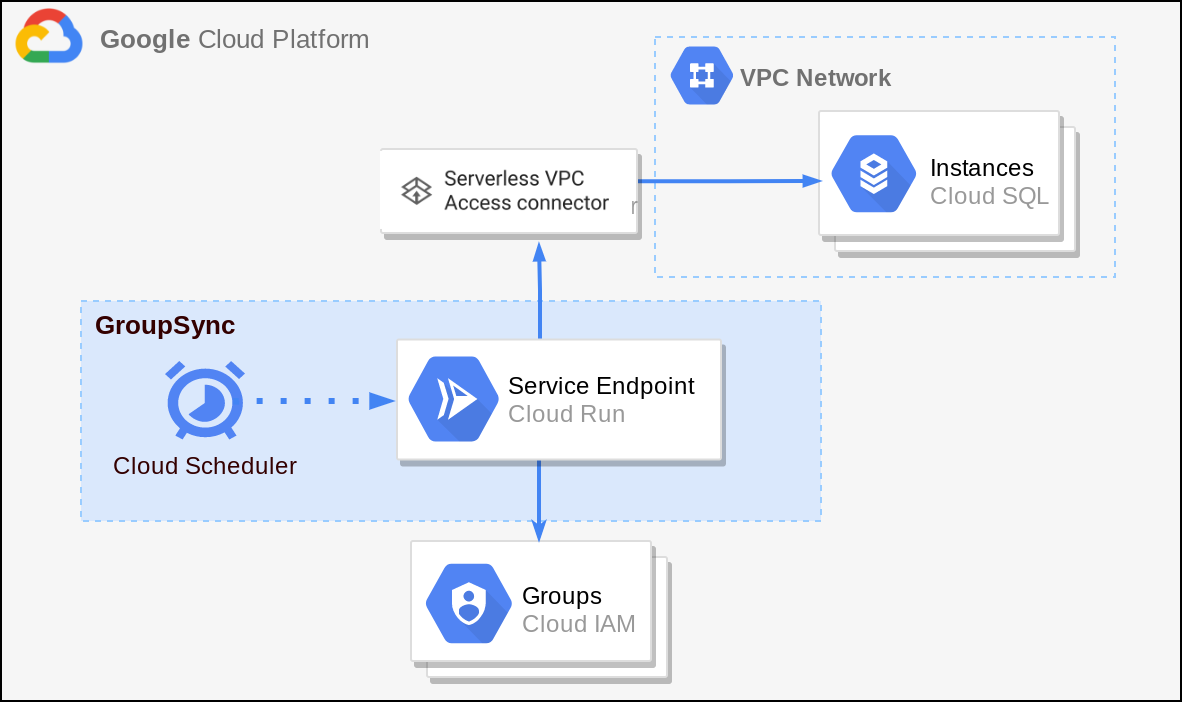 Google Cloud Platform
VPC Network
Instances
Cloud SQL
Serverless VPC
Access connector
r
GroupSync
Service Endpoint
Cloud Run
Cloud Scheduler
Groups
Cloud IAM